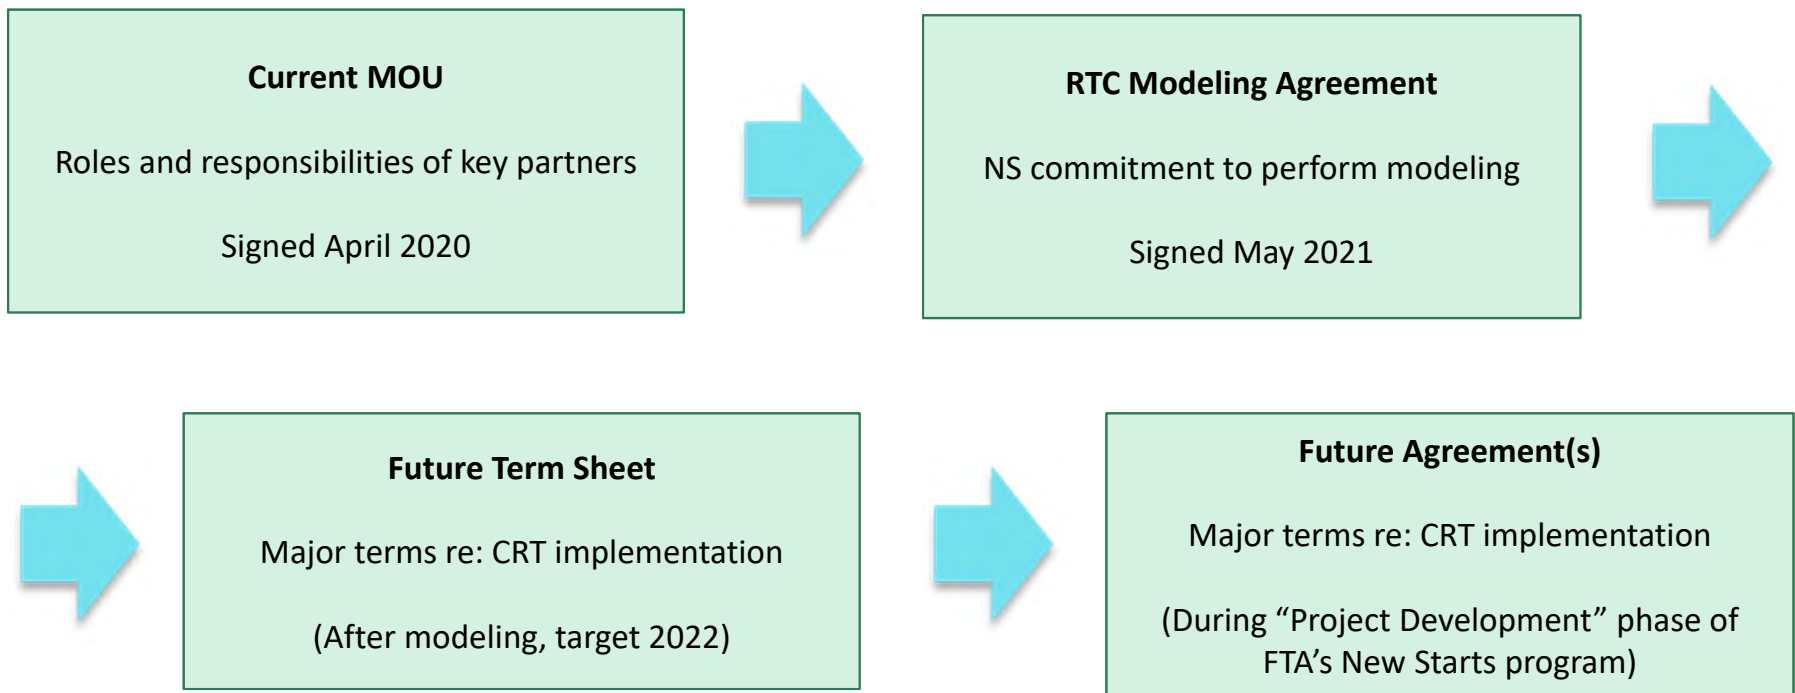 Current MOU
Roles and responsibilities of key partners
Signed April 2020
RTC Modeling Agreement
NS commitment to perform modeling
Signed May 2021
Future Term Sheet
Major terms re: CRT implementation
(After modeling, target 2022)
Future Agreement(s)
Major terms re: CRT implementation
(During “Project Development” phase of
FTA’s New Starts program)